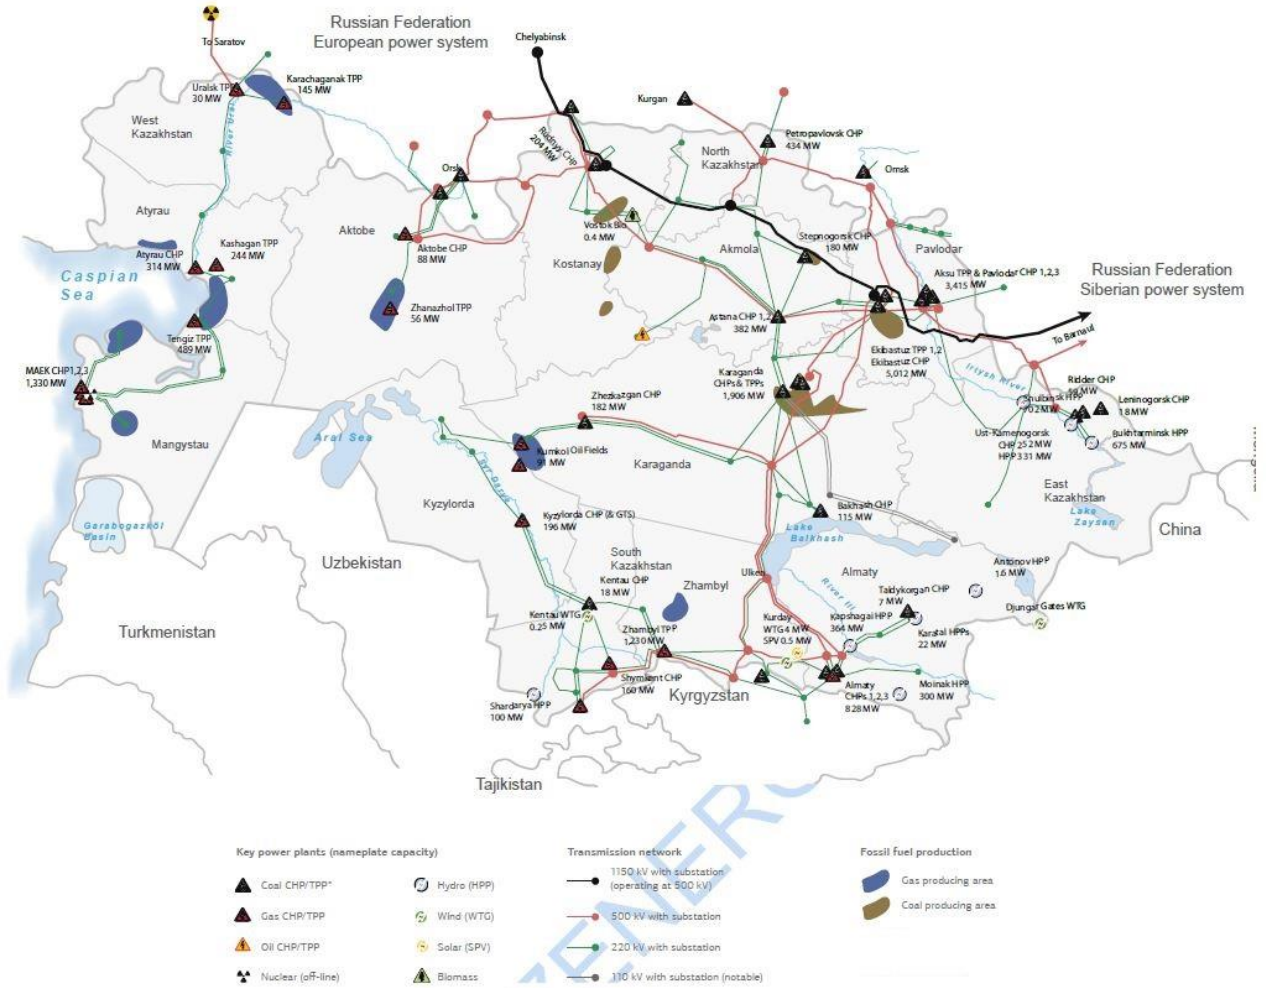 Russian Federation
European power system
To Saratov
Chelyabinsk
Uralsk TPP
30 MW
Karachaganak TPP
145 MW
Kurgan
West
Kazakhstan
River Ural
Rudnyy CHP
204 MW
North
Kazakhstan
Petropavlovsk CHP
434 MW
Orsk
Omsk
Atyrau
Aktobe
Vostok Bio
0.4 MW
Stepnogorsk CHP
180 MW
Pavlodar
Atyrau CHP
314 MW
Kashagan TPP
244 MW
Aktobe CHP
88 MW
Kostanay
Akmola
Aksu TPP & Pavlodar CHP 1,2,3
3,415 MW
Russian Federation
Siberian power system
Caspian
Sea
Zhanazhol TPP
56 MW
Astana CHP 1,2
382 MW
Tengiz TPP
489 MW
To Barnaul
Ekibastuz TPP 1,2
Ekibastuz CHP
5,012 MW
MAEK CHP1,2,3
1,330 MW
Karaganda
CHPs & TPPs
1,906 MW
Irtysh River
Ridder CHP
Shulbinsk HPP
702 MW
Leninogorsk CHP
18 MW
Zhezkazgan CHP
182 MW
Aral Sea
Mangystau
Ust-Kamenogorsk
CHP 252 MW
HPP 331 MW
Bukhtarminsk HPP
675 MW
Kumkol Oil Fields
91 MW
Karaganda
Syr Darya
East
Kazakhstan
Kyzylorda
Lake
Zaysan
Garabogazköl
Basin
Kyzylorda CHP (& GTS)
196 MW
Bakhash CHP
115 MW
Lake
Balkhash
China
Uzbekistan
South
Kazakhstan
Kentau CHP
18 MW
Zhambyl
Ulken
Almaty
Antonov HPP
1.6 MW
River Ili
Taldykorgan CHP
7 MW
Djungar Gates WTG
Kentau WTG
0.25 MW
Kurday
WTG 4 MW
SPV 0.5 MW
Kapshagai HPP
364 MW
Turkmenistan
Zhambyl TPP
1,230 MW
Karatal HPPs
22 MW
Shymkent CHP
160 MW
Kyrgyzstan
Almaty
CHPs 1,2,3
828 MW
Moinak HPP
300 MW
Shardarya HPP
100 MW
Tajikistan
Key power plants (nameplate capacity)
Coal CHP/TPP*
Gas CHP/TPP
Oil CHP/TPP
Nuclear (off-line)
Hydro (HPP)
Wind (WTG)
Solar (SPV)
Biomass
Transmission network
1150 kV with substation
(operating at 500 kV)
500 kV with substation
220 kV with substation
110 kV with substation (notable)
Fossil fuel production
Gas producing area
Coal producing area